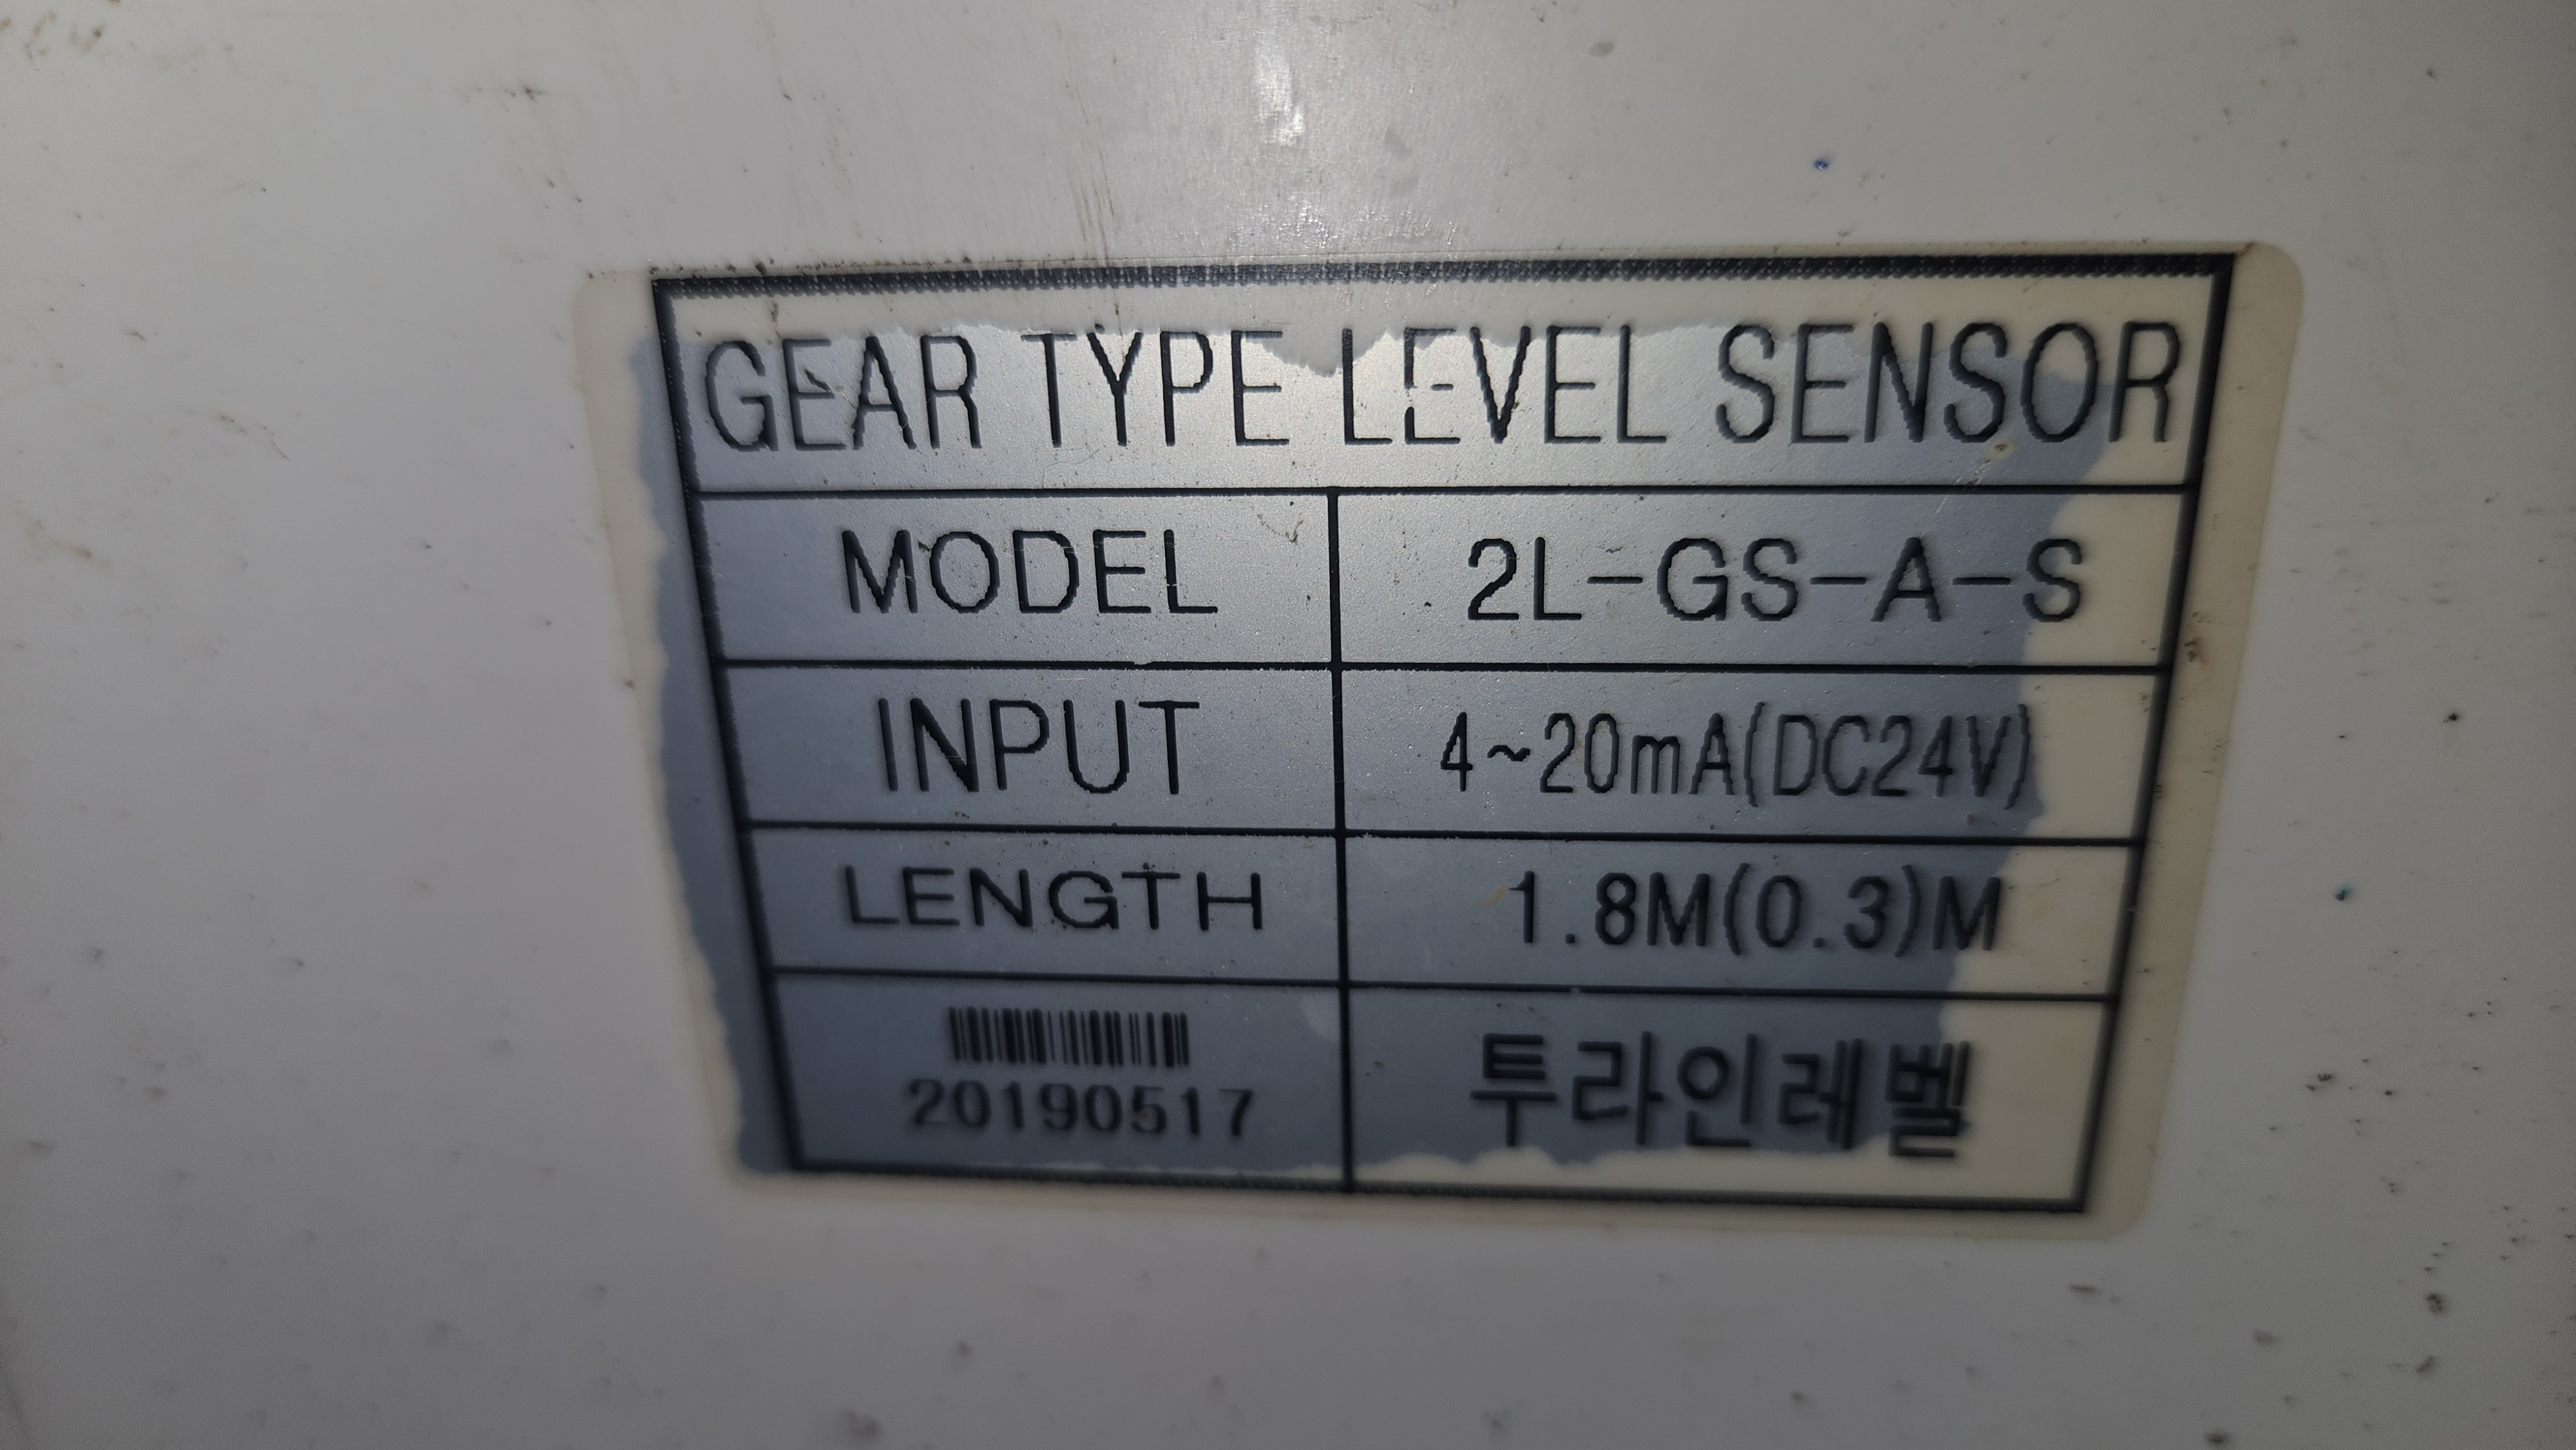 GEAR TYPE LEVEL SENSOR
MODEL 2L-GS-A-S
INPUT 4~20mA(DC24V)
LENGTH 1.8M(0.3)M
20190517 투라인레벨